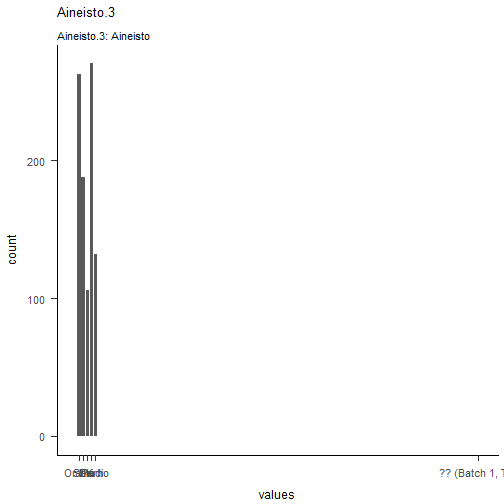 Aineisto.3
Aineisto.3: Aineisto
count
200
100
0
?? (Batch 1, T
values